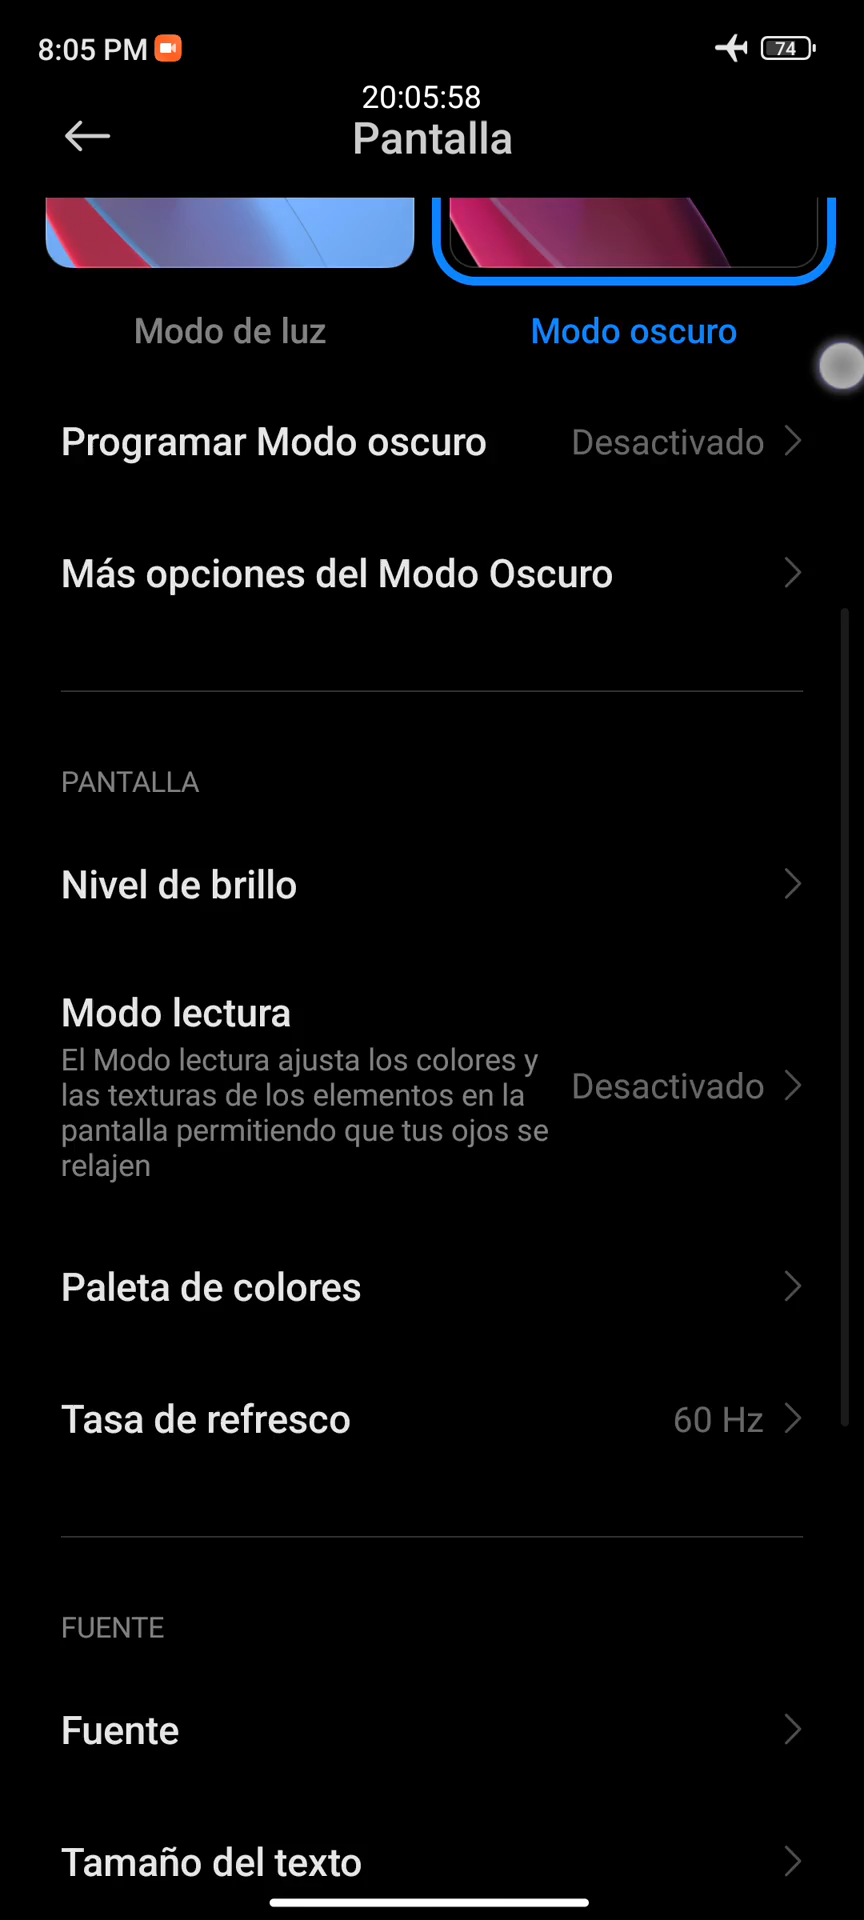 8:05 PM
74
20:05:58
Pantalla
Modo de luz
Modo oscuro
Programar Modo oscuro
Desactivado
Más opciones del Modo Oscuro
PANTALLA
Nivel de brillo
Modo lectura
El Modo lectura ajusta los colores y
las texturas de los elementos en la
pantalla permitiendo que tus ojos se
relajen
Desactivado
Paleta de colores
Tasa de refresco
60 Hz
FUENTE
Fuente
Tamaño del texto